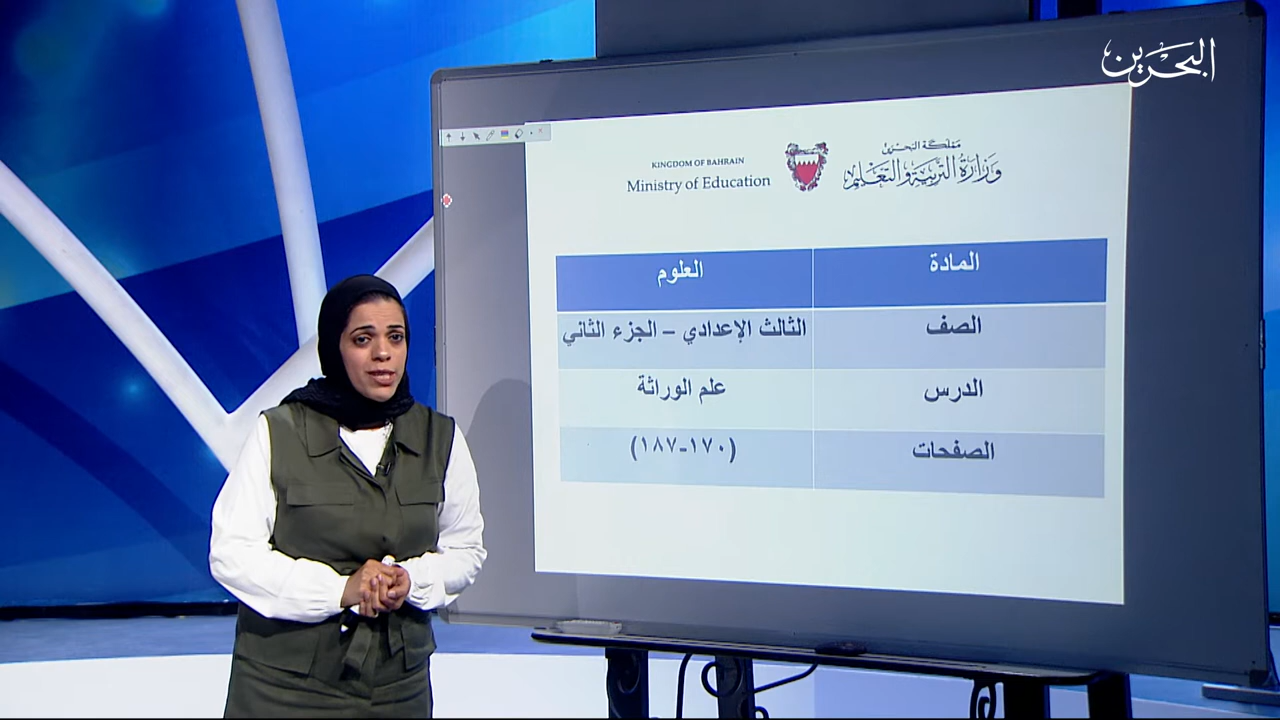 البحرين
مملكة البحرين
وزارة التربية والتعليم
KINGDOM OF BAHRAIN
Ministry of Education
المادة العلوم
الصف الثالث الإعدادي – الجزء الثاني
الدرس علم الوراثة
الصفحات (١٧٠-١٨٧)